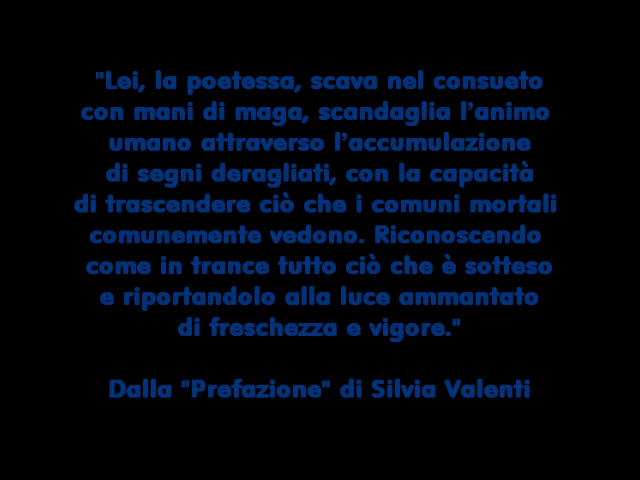 "Lei, la poetessa, scava nel consueto
con mani di maga, scandaglia l’animo
umano attraverso l’accumulazione
di segni deragliati, con la capacità
di trascendere ciò che i comuni mortali
comunemente vedono. Riconoscendo
come in trance tutto ciò che è sotteso
e riportandolo alla luce ammantato
di freschezza e vigore."
Dalla "Prefazione" di Silvia Valenti